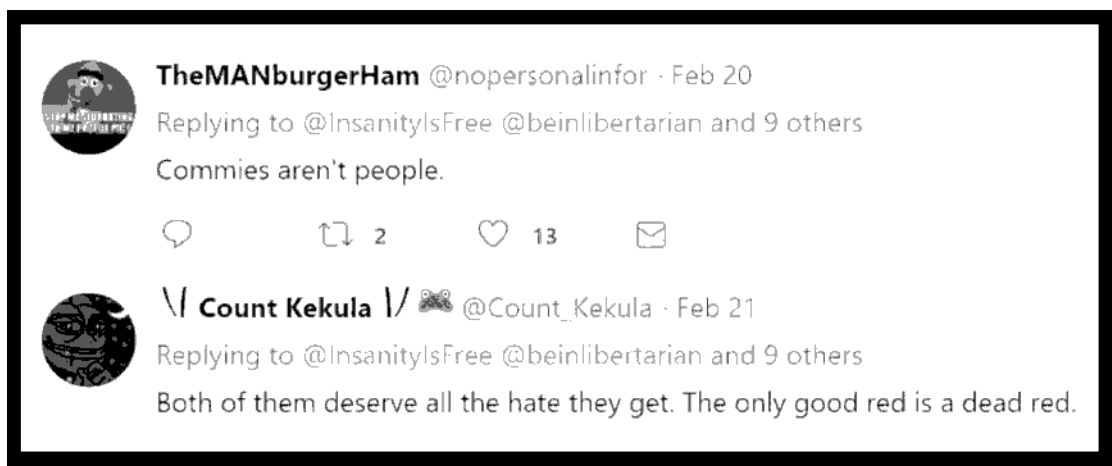 TheMANburgerHam @nopersonalinfor · Feb 20
Replying to @InsanityIsFree @beinlibertarian and 9 others
Commies aren't people.
2 13
\/ Count Kekula \/ 🐸 @Count_Kekula · Feb 21
Replying to @InsanityIsFree @beinlibertarian and 9 others
Both of them deserve all the hate they get. The only good red is a dead red.